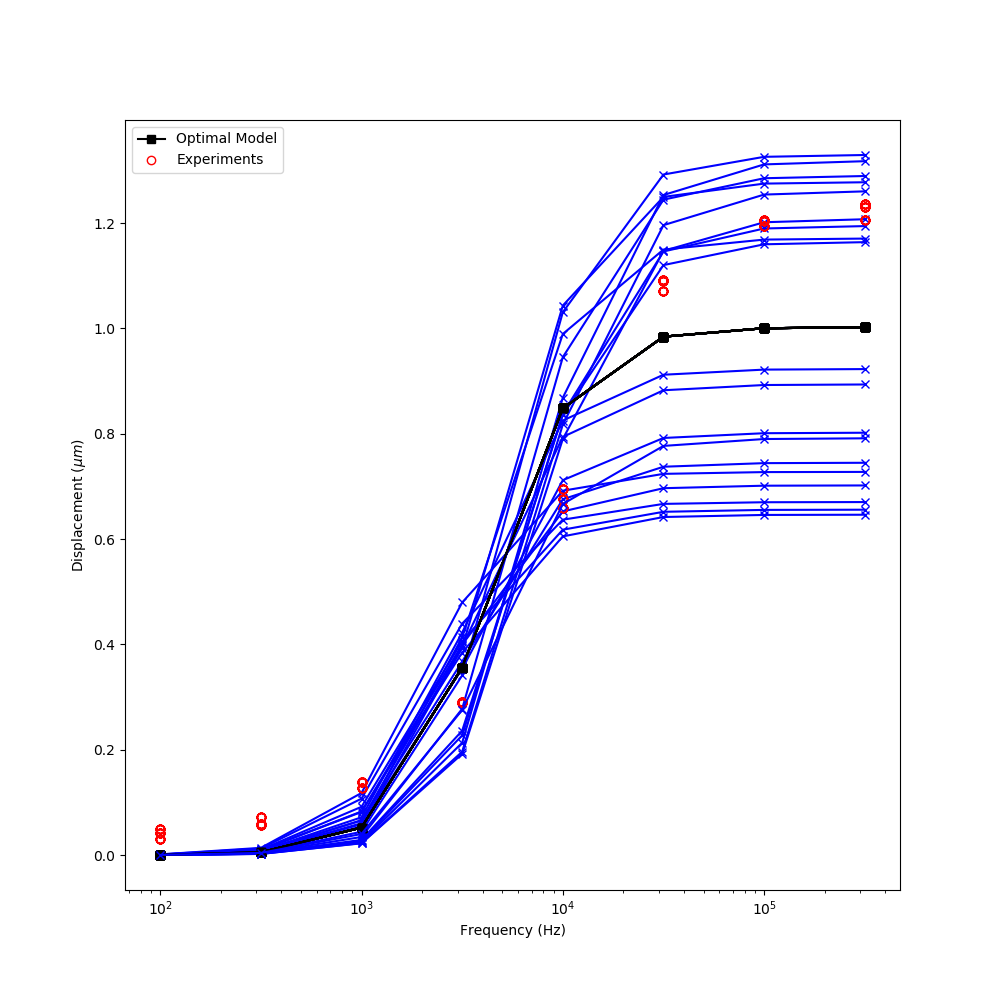 Optimal Model
Experiments
Displacement (μm)
1.2
1.0
0.8
0.6
0.4
0.2
0.0
10²
10³
10⁴
10⁵
Frequency (Hz)